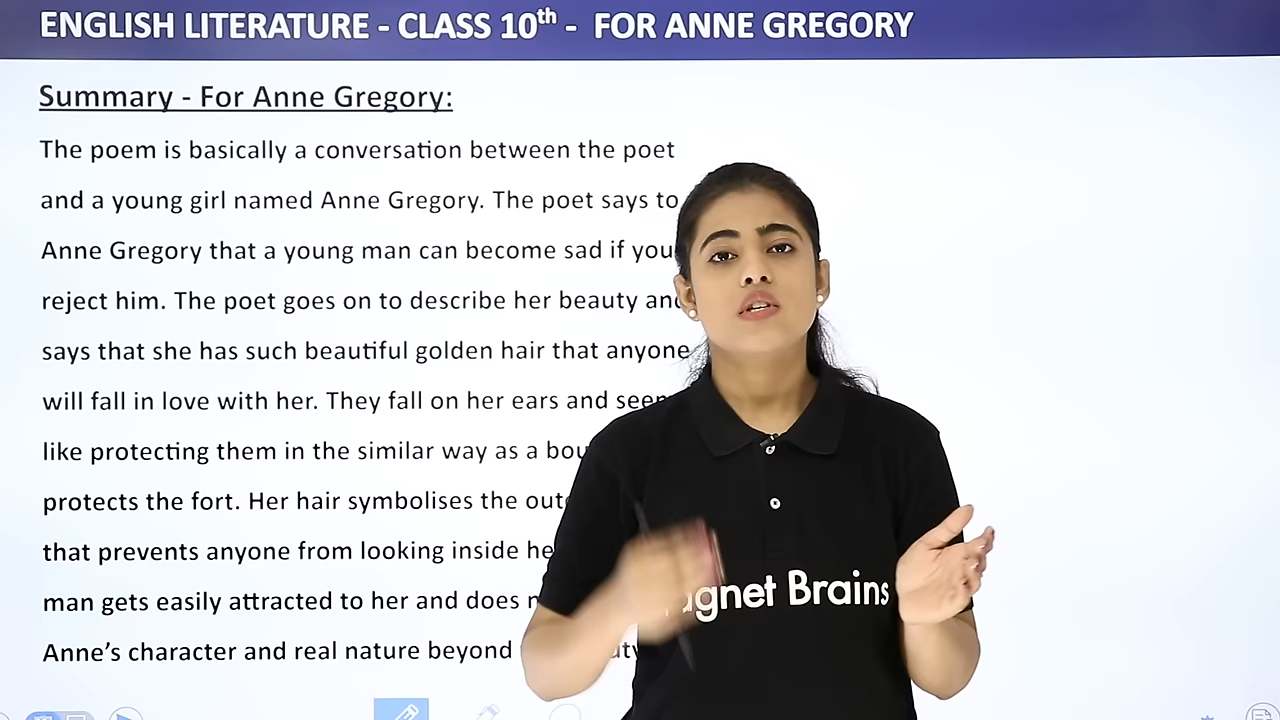 ENGLISH LITERATURE - CLASS 10th - FOR ANNE GREGORY
Summary - For Anne Gregory:
The poem is basically a conversation between the poet
and a young girl named Anne Gregory. The poet says to
Anne Gregory that a young man can become sad if you
reject him. The poet goes on to describe her beauty and
says that she has such beautiful golden hair that anyone
will fall in love with her. They fall on her ears and
like protecting them in the similar way as a
protects the fort. Her hair symbolises the
that prevents anyone from looking inside
man gets easily attracted to her and does
Anne's character and real nature beyond
Brains